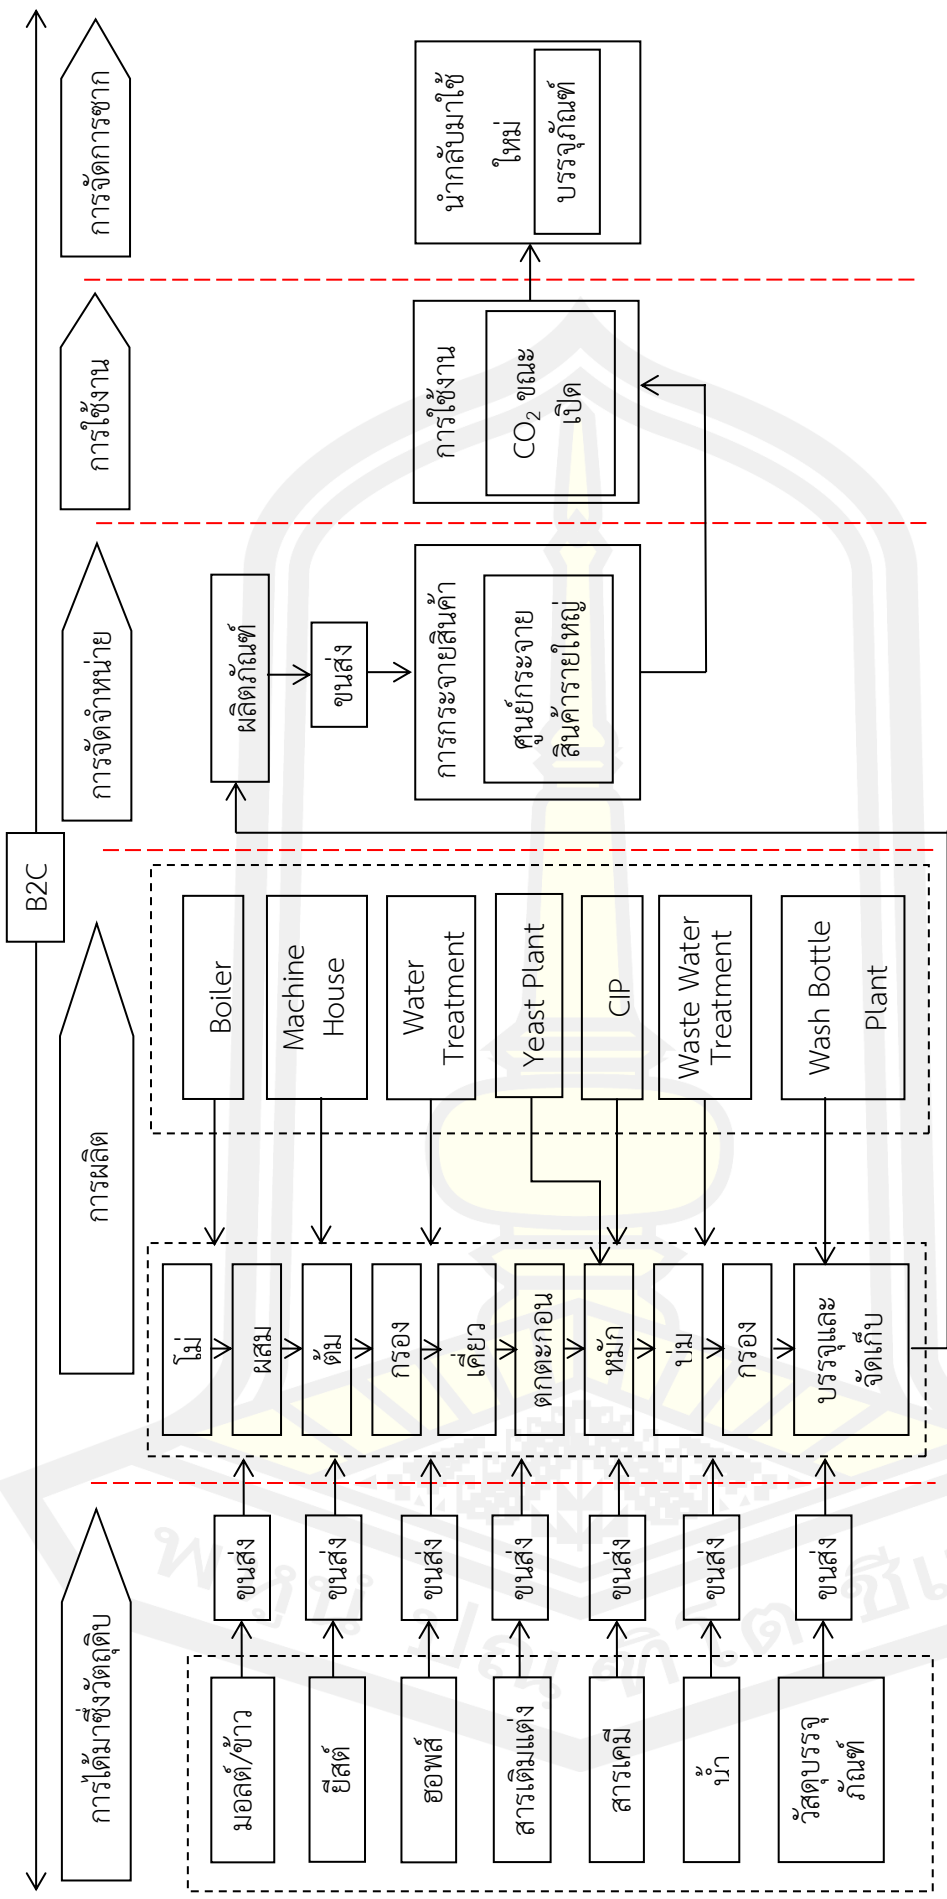 B2C
การได้มาซึ่งวัตถุดิบ
การผลิต
การจัดจำหน่าย
การใช้งาน
การจัดการซาก
มอลต์/ข้าว
ขนส่ง
ยีสต์
ขนส่ง
ฮอพส์
ขนส่ง
สารเติมแต่ง
ขนส่ง
สารเคมี
ขนส่ง
น้ำ
ขนส่ง
วัสดุบรรจุ
ภัณฑ์
ขนส่ง
โม่
ผสม
ต้ม
กรอง
เคี่ยว
ตกตะกอน
หมัก
บ่ม
กรอง
บรรจุและ
จัดเก็บ
Boiler
Machine
House
Water
Treatment
Yeast Plant
CIP
Waste Water
Treatment
Wash Bottle
Plant
ผลิตภัณฑ์
ขนส่ง
การกระจายสินค้า
ศูนย์กระจาย
สินค้ารายใหญ่
การใช้งาน
CO₂ ขณะ
เปิด
นำกลับมาใช้
ใหม่
บรรจุภัณฑ์